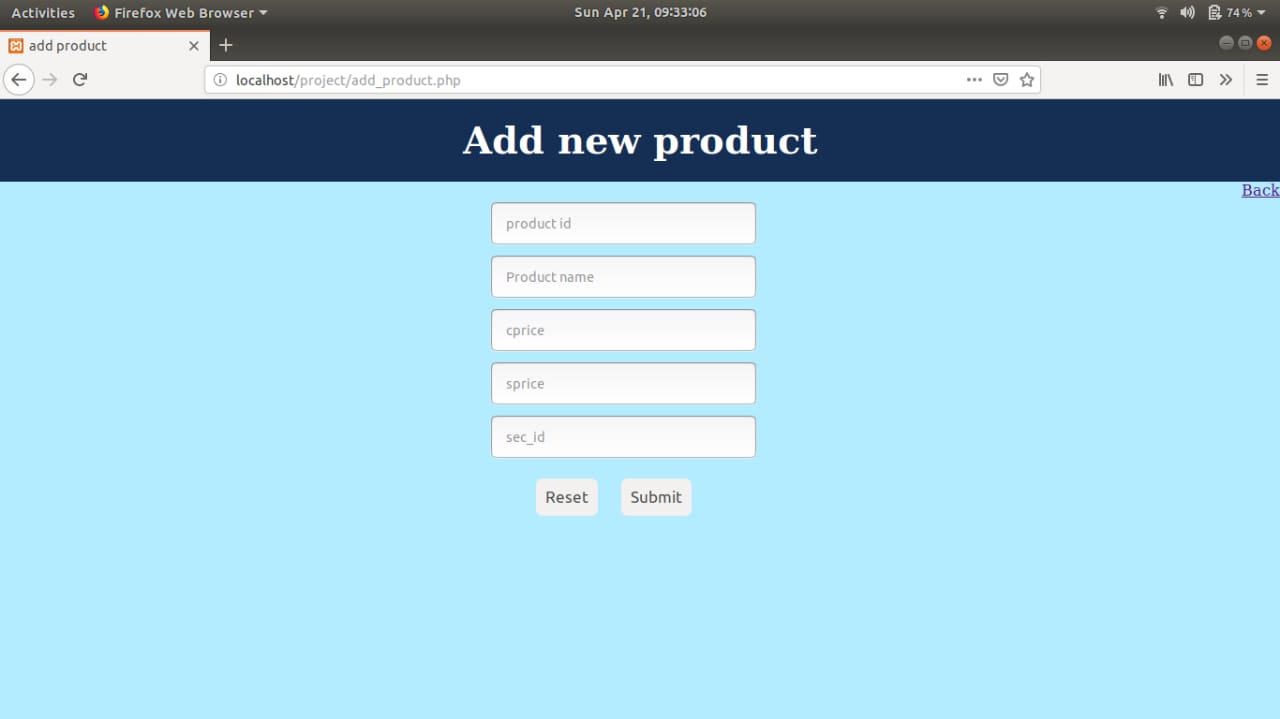 Activities Firefox Web Browser Sun Apr 21, 09:33:06 74%
add product
localhost/project/add_product.php
Add new product
Back
product id
Product name
cprice
sprice
sec_id
Reset Submit